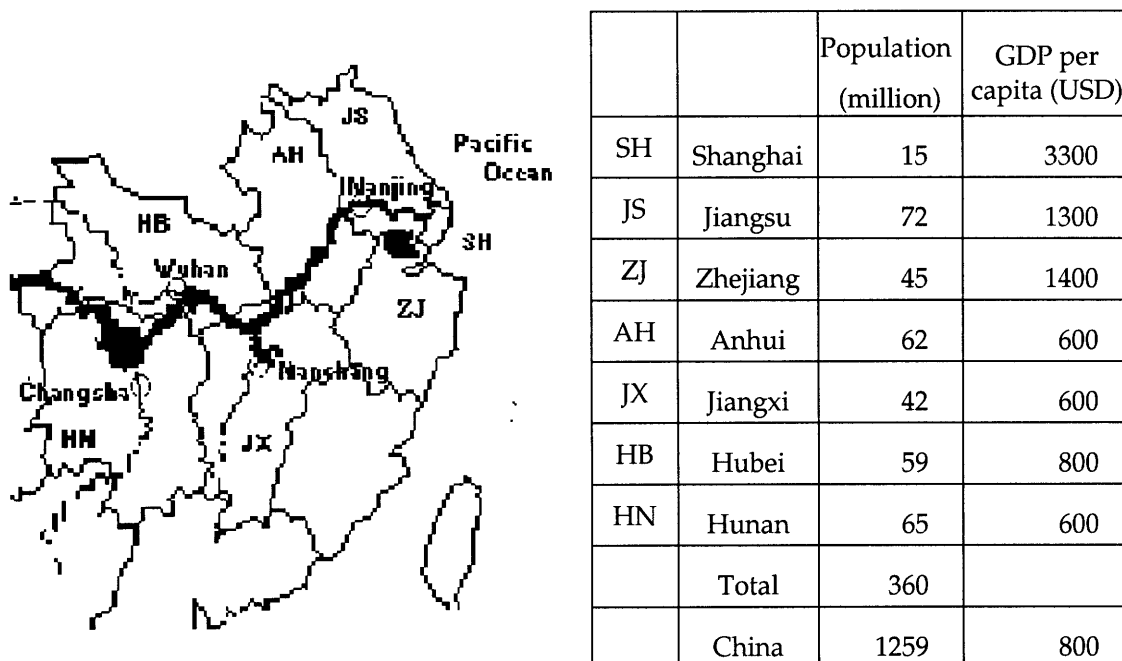 JS
AH
Pacific
Ocean
Nanjing
HB
SH
Wuhan
ZJ
Nanshang
Changsha
HN
JX
Population (million) GDP per capita (USD)
SH Shanghai 15 3300
JS Jiangsu 72 1300
ZJ Zhejiang 45 1400
AH Anhui 62 600
JX Jiangxi 42 600
HB Hubei 59 800
HN Hunan 65 600
Total 360
China 1259 800